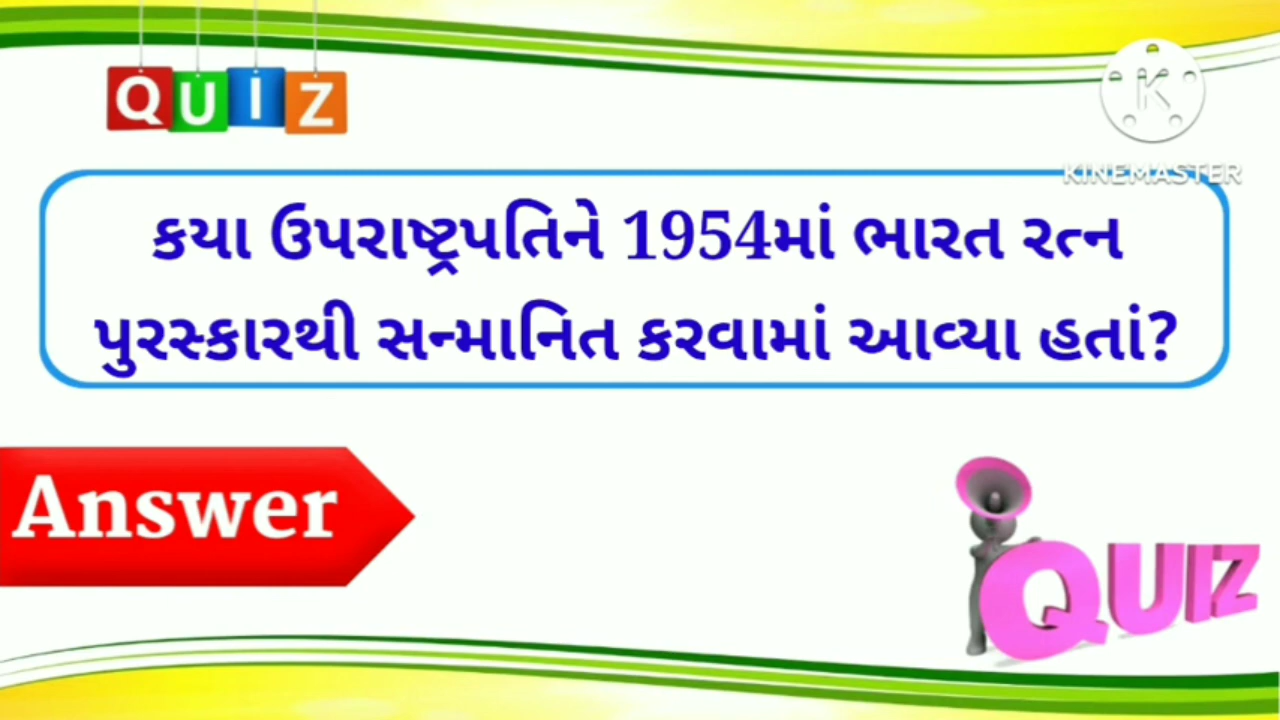 QUIZ
KINEMASTER
કયા ઉપરાષ્ટ્રપતિને 1954માં ભારત રત્ન
પુરસ્કારથી સન્માનિત કરવામાં આવ્યા હતાં?
Answer
QUIZ